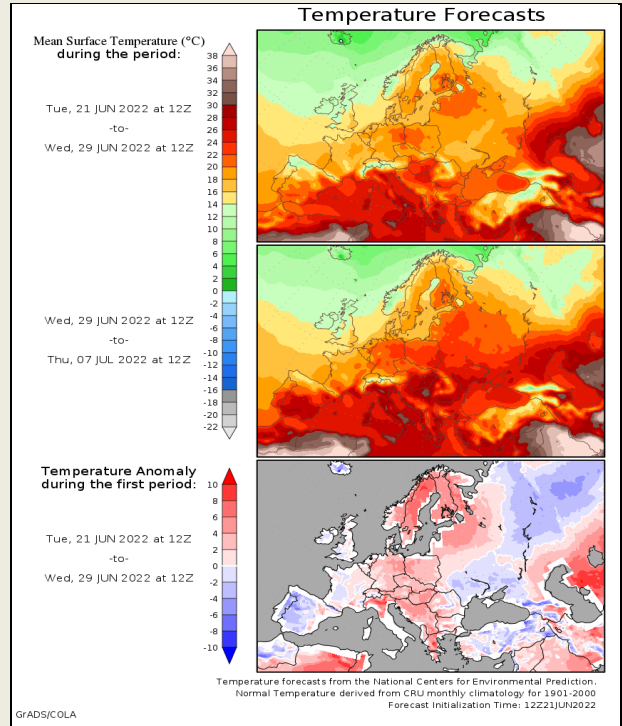 Temperature Forecasts
Mean Surface Temperature (°C)
during the period:
38
36
34
32
30
28
26
24
22
20
18
16
14
12
10
8
6
4
2
0
-2
-4
-6
-8
-10
-12
-14
-16
-18
-20
-22
Tue, 21 JUN 2022 at 12Z
-to-
Wed, 29 JUN 2022 at 12Z
Wed, 29 JUN 2022 at 12Z
-to-
Thu, 07 JUL 2022 at 12Z
Temperature Anomaly
during the first period:
10
8
6
4
2
0
-2
-4
-6
-8
-10
Tue, 21 JUN 2022 at 12Z
-to-
Wed, 29 JUN 2022 at 12Z
Temperature forecasts from the National Centers for Environmental Prediction.
Normal Temperature derived from CRU monthly climatology for 1901-2000
Forecast Initialization Time: 12Z21JUN2022
GrADS/COLA